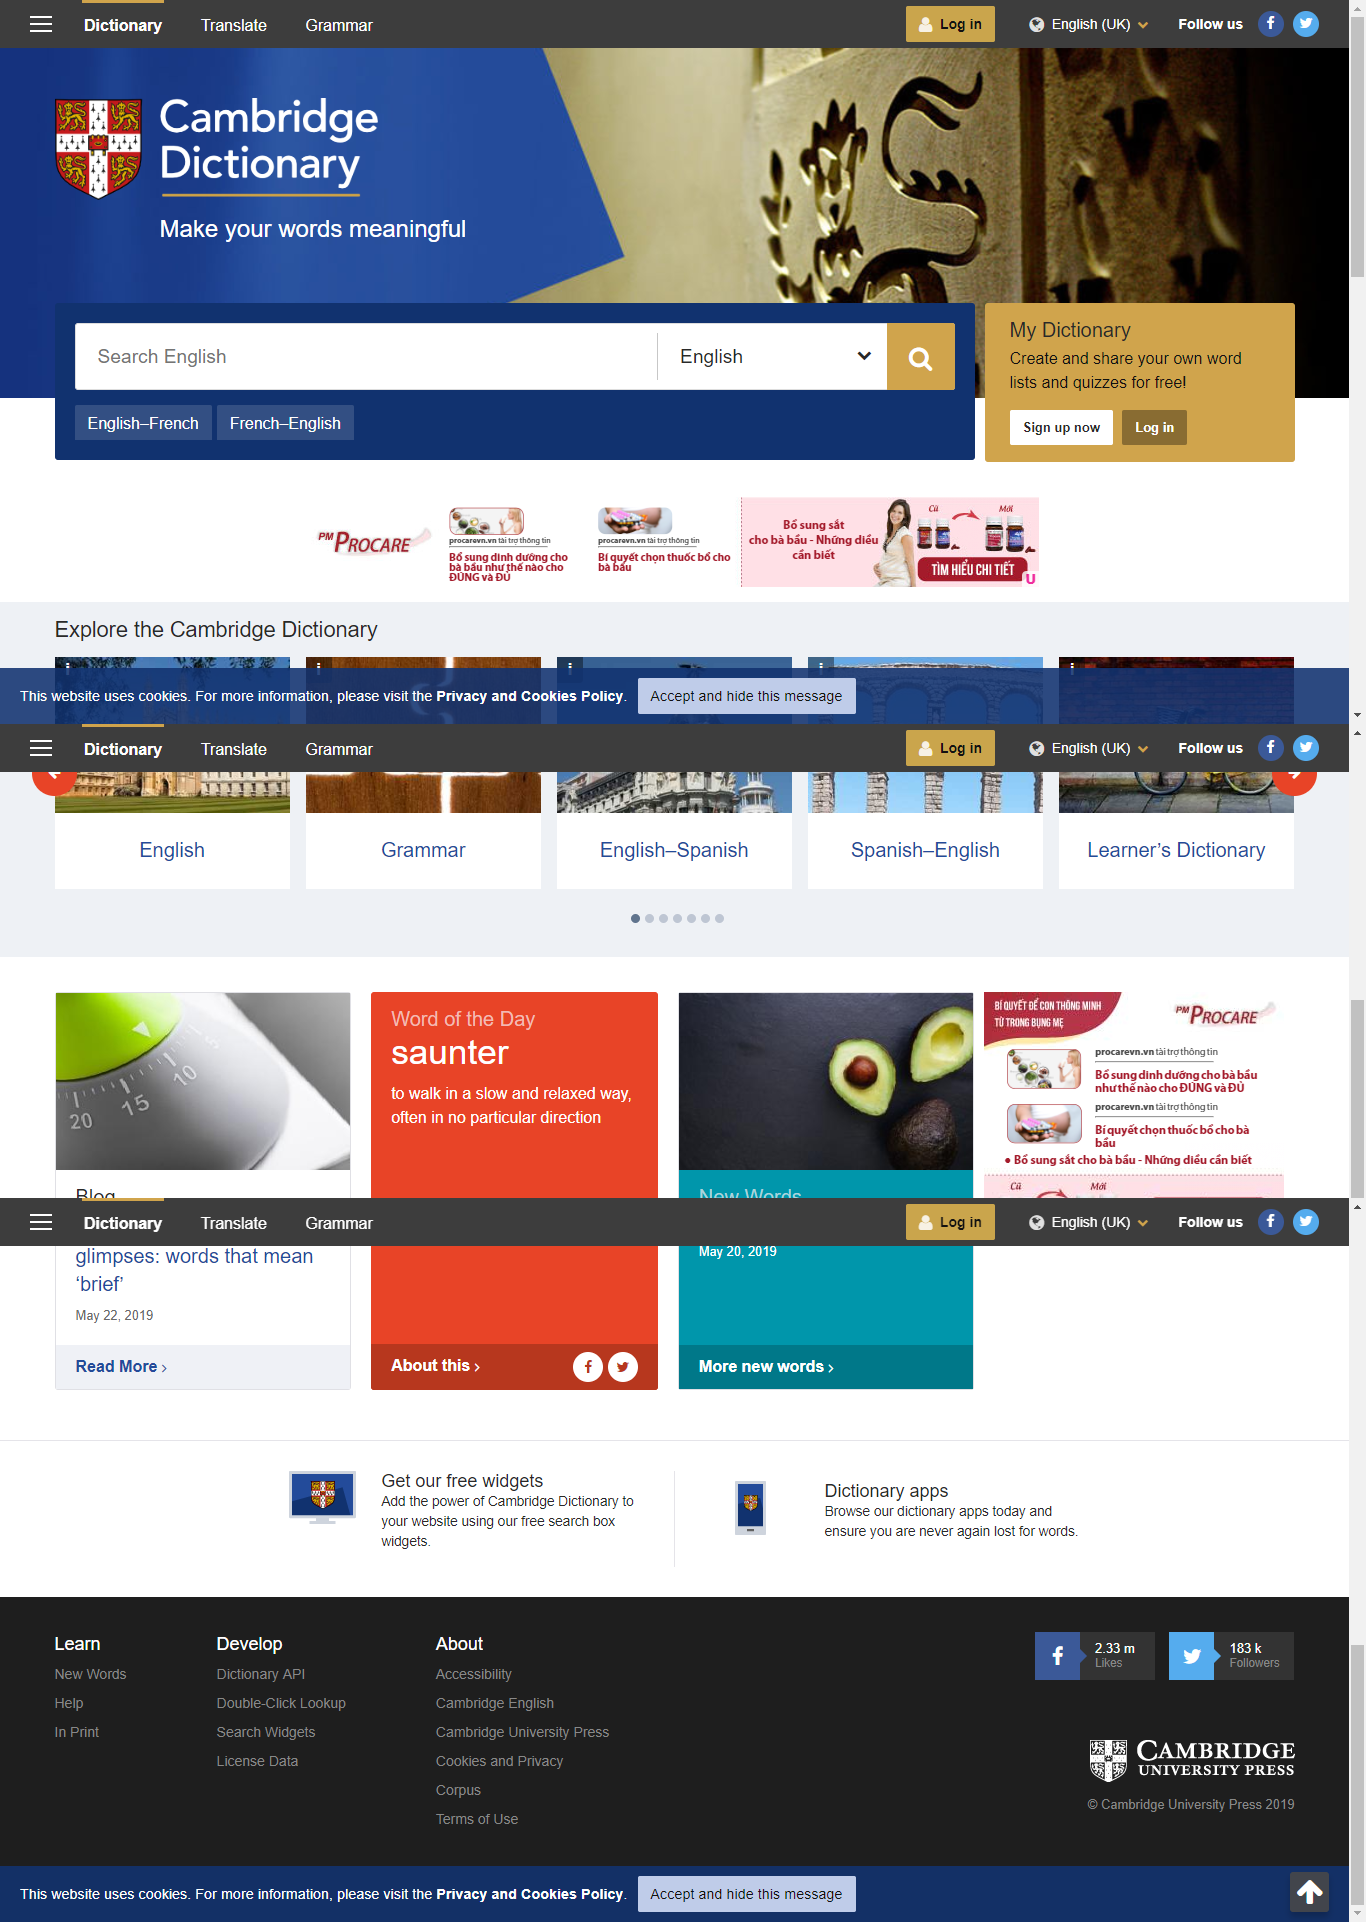 Dictionary Translate Grammar Log in English (UK) Follow us
Cambridge
Dictionary
Make your words meaningful
Search English English
English–French French–English
My Dictionary
Create and share your own word
lists and quizzes for free!
Sign up now Log in
PM PROCARE
procarevn.vn tài trợ thông tin
Bổ sung dinh dưỡng cho
bà bầu như thế nào cho
ĐÚNG và ĐỦ
procarevn.vn tài trợ thông tin
Bí quyết chọn thuốc bổ cho
bà bầu
Bổ sung sắt
cho bà bầu - Những điều
cần biết
Cũ Mới
TÌM HIỂU CHI TIẾT
Explore the Cambridge Dictionary
This website uses cookies. For more information, please visit the Privacy and Cookies Policy. Accept and hide this message
Dictionary Translate Grammar Log in English (UK) Follow us
English Grammar English–Spanish Spanish–English Learner’s Dictionary
20 15 10 5
Blog
Word of the Day
saunter
to walk in a slow and relaxed way,
often in no particular direction
New Words
BÍ QUYẾT ĐỂ CON THÔNG MINH
TỪ TRONG BỤNG MẸ
PM PROCARE
procarevn.vn tài trợ thông tin
Bổ sung dinh dưỡng cho bà bầu
như thế nào cho ĐÚNG và ĐỦ
procarevn.vn tài trợ thông tin
Bí quyết chọn thuốc bổ cho bà
bầu
• Bổ sung sắt cho bà bầu - Những điều cần biết
Cũ Mới
Dictionary Translate Grammar Log in English (UK) Follow us
glimpses: words that mean
‘brief’
May 22, 2019
Read More ›
About this ›
May 20, 2019
More new words ›
Get our free widgets
Add the power of Cambridge Dictionary to
your website using our free search box
widgets.
Dictionary apps
Browse our dictionary apps today and
ensure you are never again lost for words.
Learn
New Words
Help
In Print
Develop
Dictionary API
Double-Click Lookup
Search Widgets
License Data
About
Accessibility
Cambridge English
Cambridge University Press
Cookies and Privacy
Corpus
Terms of Use
2.33 m
Likes
183 k
Followers
CAMBRIDGE
UNIVERSITY PRESS
© Cambridge University Press 2019
This website uses cookies. For more information, please visit the Privacy and Cookies Policy. Accept and hide this message